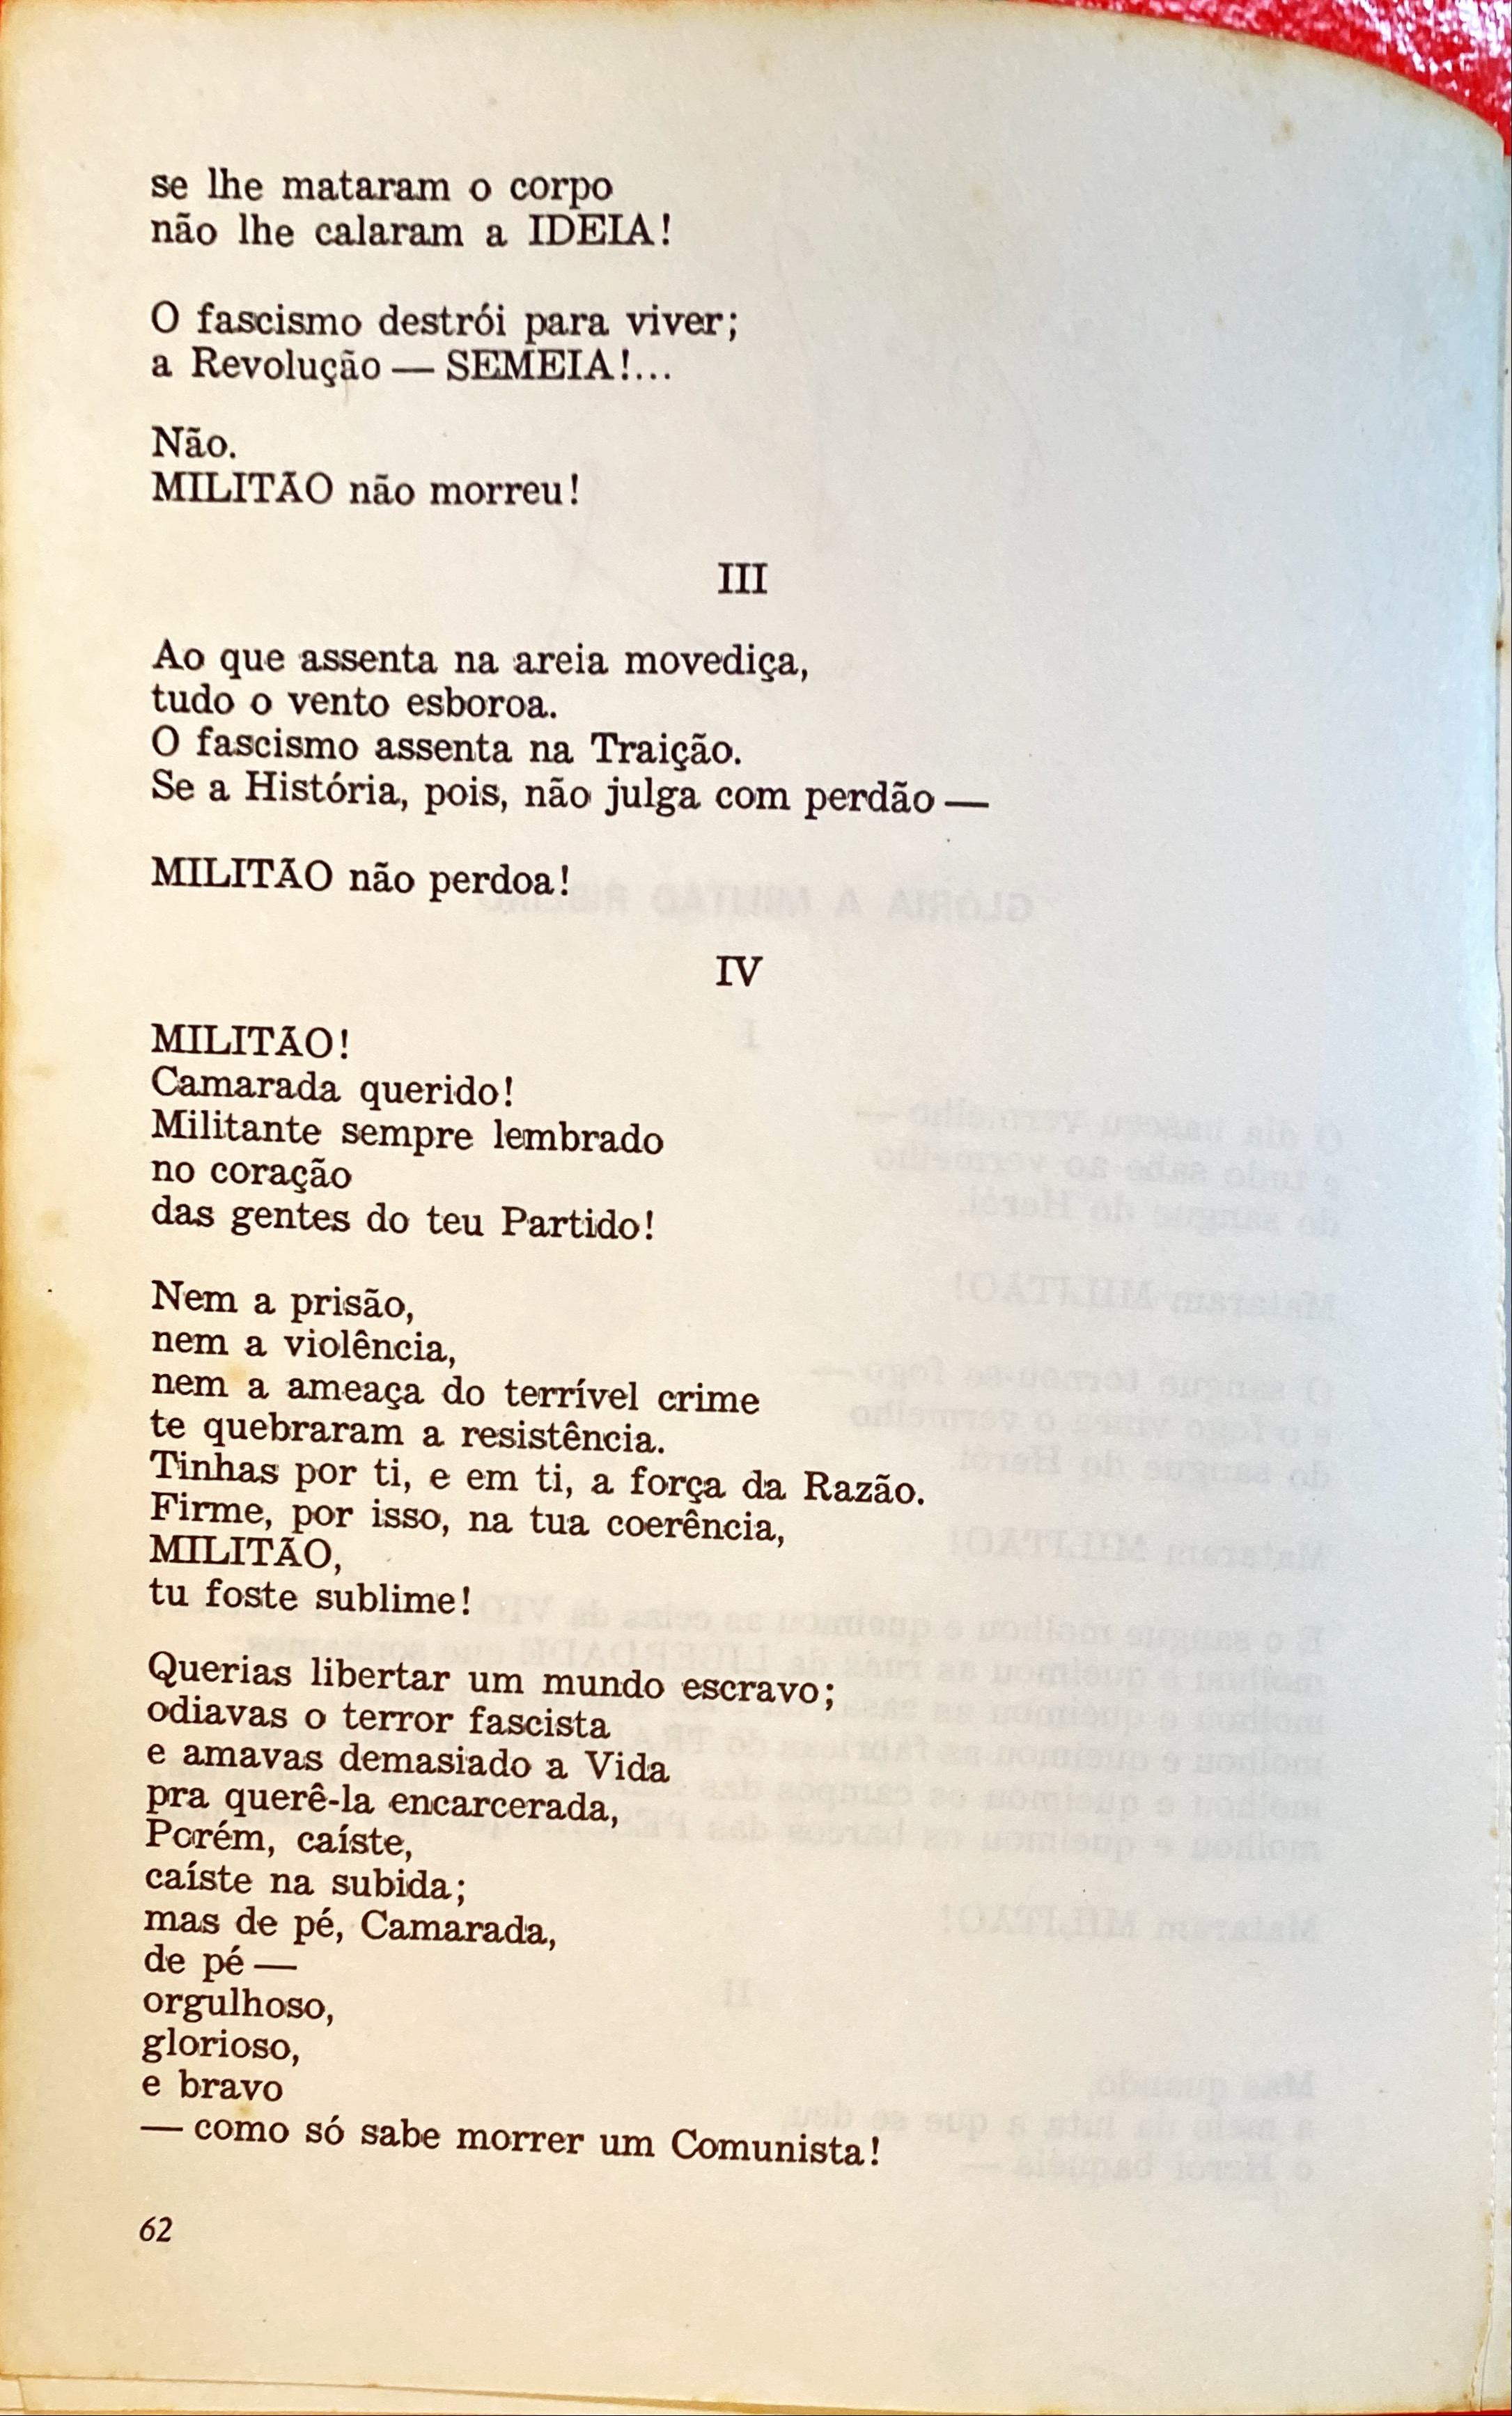 se lhe mataram o corpo
não lhe calaram a IDEIA!
O fascismo destrói para viver;
a Revolução — SEMEIA!...
Não.
MILITÃO não morreu!
III
Ao que assenta na areia movediça,
tudo o vento esboroa.
O fascismo assenta na Traição.
Se a História, pois, não julga com perdão —
MILITÃO não perdoa!
IV
MILITÃO!
Camarada querido!
Militante sempre lembrado
no coração
das gentes do teu Partido!
Nem a prisão,
nem a violência,
nem a ameaça do terrível crime
te quebraram a resistência.
Tinhas por ti, e em ti, a força da Razão.
Firme, por isso, na tua coerência,
MILITÃO,
tu foste sublime!
Querias libertar um mundo escravo;
odiavas o terror fascista
e amavas demasiado a Vida
pra querê-la encarcerada,
Porém, caíste,
caíste na subida;
mas de pé, Camarada,
de pé —
orgulhoso,
glorioso,
e bravo
— como só sabe morrer um Comunista!
62